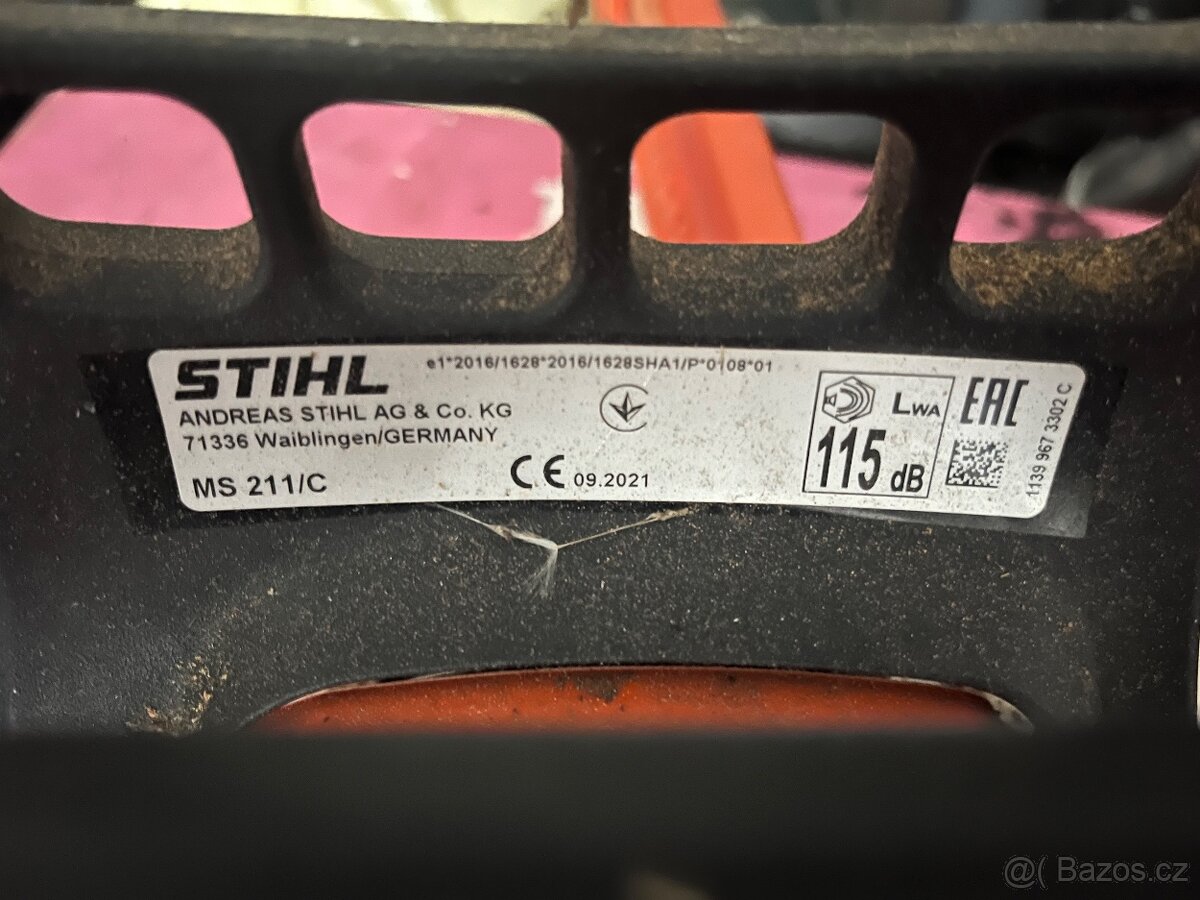 STIHL
e1*2016/1628*2016/1628SHA1/P*0108*01
ANDREAS STIHL AG & Co. KG
71336 Waiblingen/GERMANY
MS 211/C
CE 09.2021
LWA
115 dB
EAC
1139 967 3302 C
@( Bazos.cz